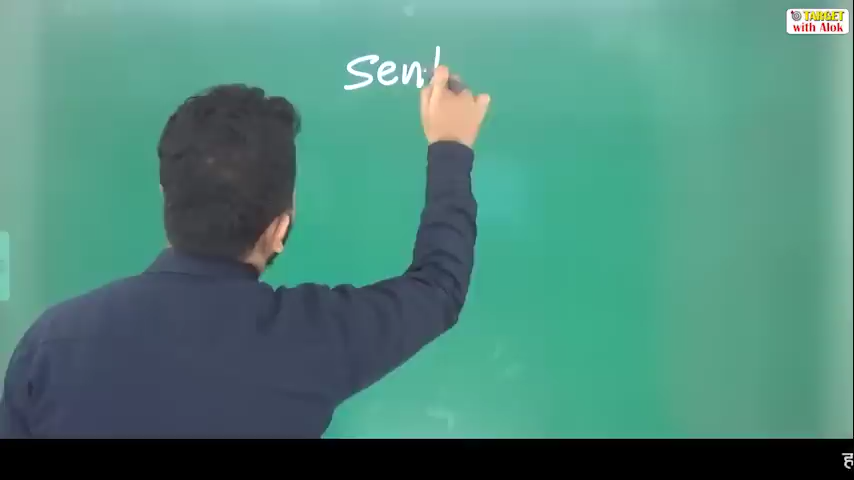 TARGET
with Alok
Sen
ह